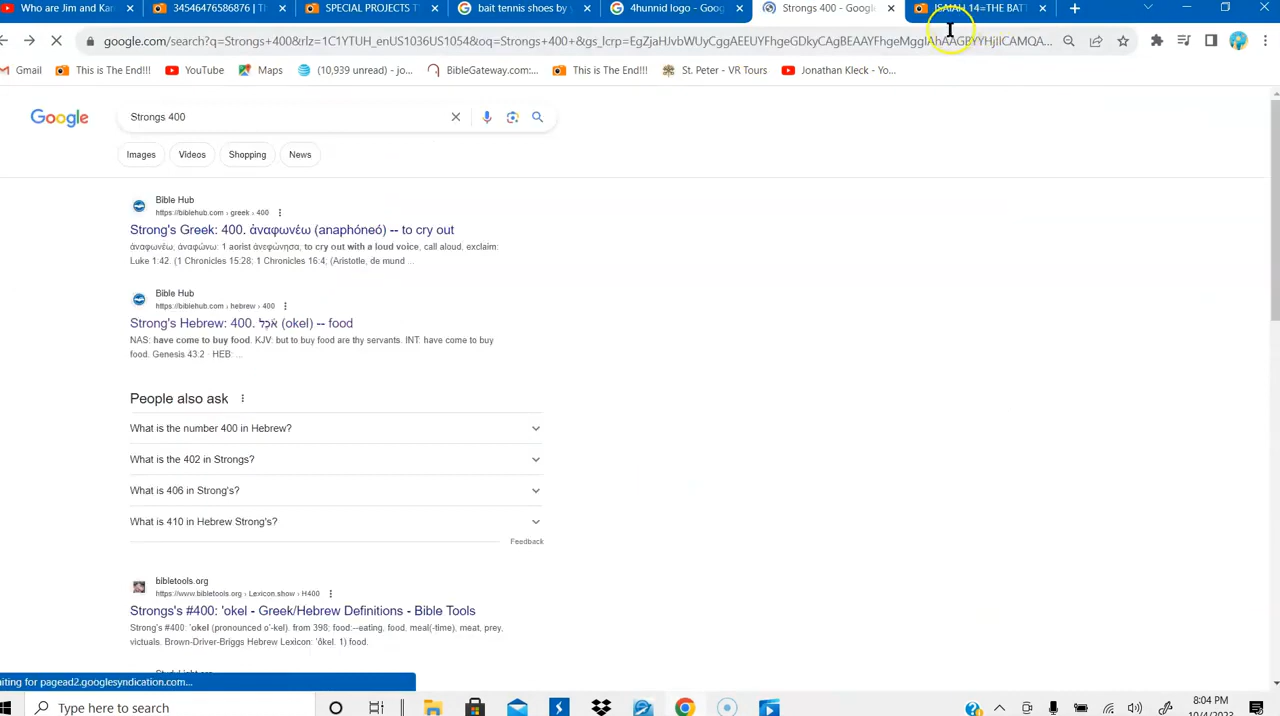 Who are Jim and Kar
34546476586876 | T
SPECIAL PROJECTS T
bait tennis shoes by
4hunnid logo - Goo
Strongs 400 - Google
ISAIAH 14=THE BATT
google.com/search?q=Strongs+400&rlz=1C1YTUH_enUS1036US1054&oq=Strongs+400+&gs_lcrp=
Gmail
This is The End!!!
YouTube
Maps
(10,939 unread) - jo...
BibleGateway.com:...
This is The End!!!
St. Peter - VR Tours
Jonathan Kleck - Yo...
Google
Strongs 400
Images
Videos
Shopping
News
Bible Hub
https://biblehub.com › greek › 400
Strong's Greek: 400. ἀναφωνέω (anaphóneó) -- to cry out
ἀναφωνέω, ἀναφώνω: 1 aorist ἀνεφώνησα, to cry out with a loud voice, call aloud, exclaim:
Luke 1:42. (1 Chronicles 15:28; 1 Chronicles 16:4, (Aristotle, de mund ...
Bible Hub
https://biblehub.com › hebrew › 400
Strong's Hebrew: 400. אֹ֫כֶל (okel) -- food
NAS: have come to buy food. KJV: but to buy food are thy servants. INT: have come to buy
food. Genesis 43:2 · HEB: ...
People also ask
What is the number 400 in Hebrew?
What is the 402 in Strongs?
What is 406 in Strong's?
What is 410 in Hebrew Strong's?
Feedback
bibletools.org
https://www.bibletools.org › Lexicon.show › H400
Strongs's #400: 'okel - Greek/Hebrew Definitions - Bible Tools
Strong's #400: 'okel (pronounced o'-kel). from 398; food:--eating, food, meal(-time), meat, prey,
victuals. Brown-Driver-Briggs Hebrew Lexicon: 'ôkel. 1) food.
StudyLight.org
aiting for pagead2.googlesyndication.com...
Type here to search
8:04 PM
10/4/2023